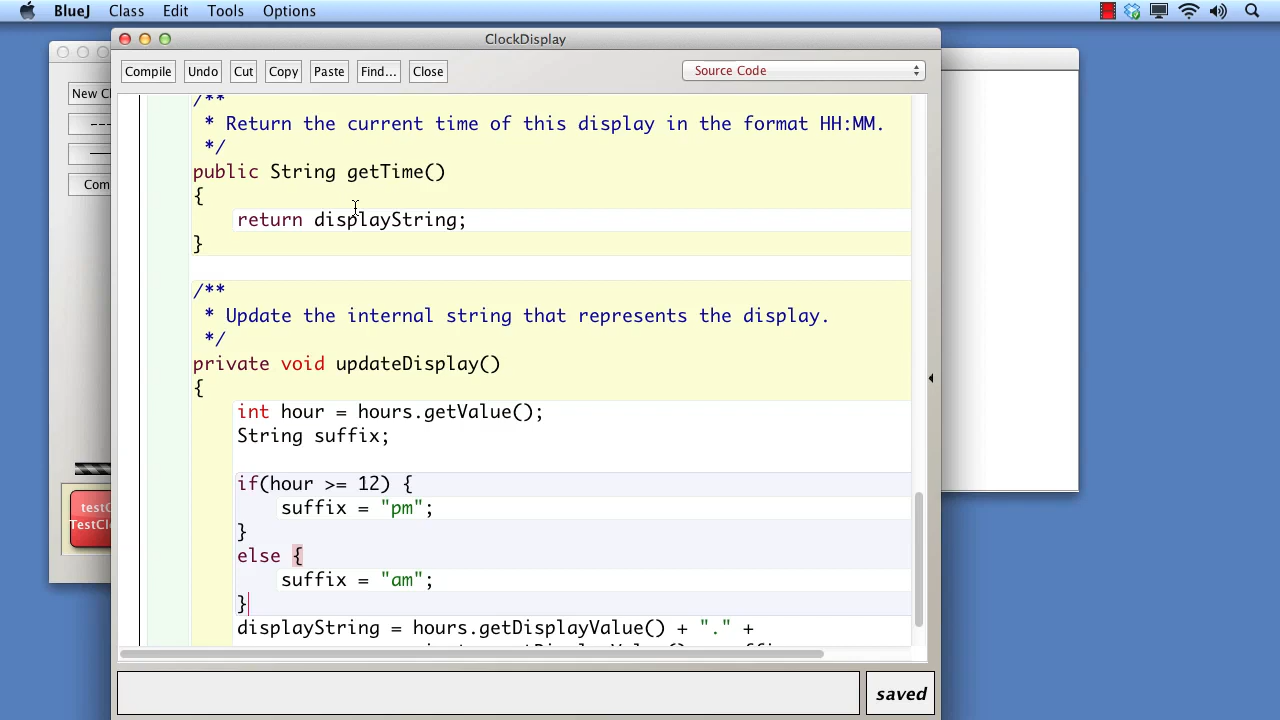 BlueJ Class Edit Tools Options
ClockDisplay
Compile Undo Cut Copy Paste Find... Close Source Code
New Cl
Com
/**
* Return the current time of this display in the format HH:MM.
*/
public String getTime()
{
return displayString;
}
/**
* Update the internal string that represents the display.
*/
private void updateDisplay()
{
int hour = hours.getValue();
String suffix;
if(hour >= 12) {
suffix = "pm";
}
else {
suffix = "am";
}
displayString = hours.getDisplayValue() + "." +
testC
TestClo
saved